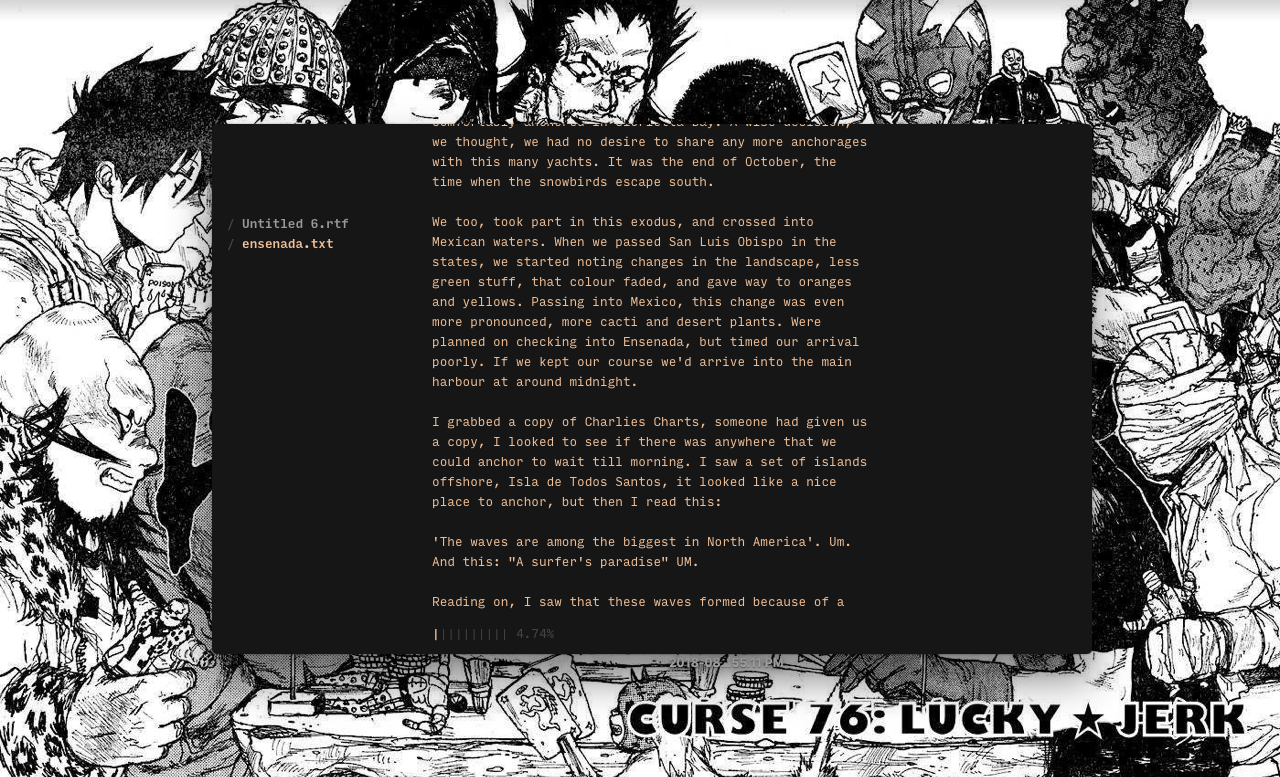 we thought, we had no desire to share any more anchorages
with this many yachts. It was the end of October, the
time when the snowbirds escape south.
/ Untitled 6.rtf
/ ensenada.txt
We too, took part in this exodus, and crossed into
Mexican waters. When we passed San Luis Obispo in the
states, we started noting changes in the landscape, less
green stuff, that colour faded, and gave way to oranges
and yellows. Passing into Mexico, this change was even
more pronounced, more cacti and desert plants. Were
planned on checking into Ensenada, but timed our arrival
poorly. If we kept our course we'd arrive into the main
harbour at around midnight.
I grabbed a copy of Charlies Charts, someone had given us
a copy, I looked to see if there was anywhere that we
could anchor to wait till morning. I saw a set of islands
offshore, Isla de Todos Santos, it looked like a nice
place to anchor, but then I read this:
'The waves are among the biggest in North America'. Um.
And this: "A surfer's paradise" UM.
Reading on, I saw that these waves formed because of a
|||||||||| 4.74%
POISON
CURSE 76: LUCKY ★ JERK